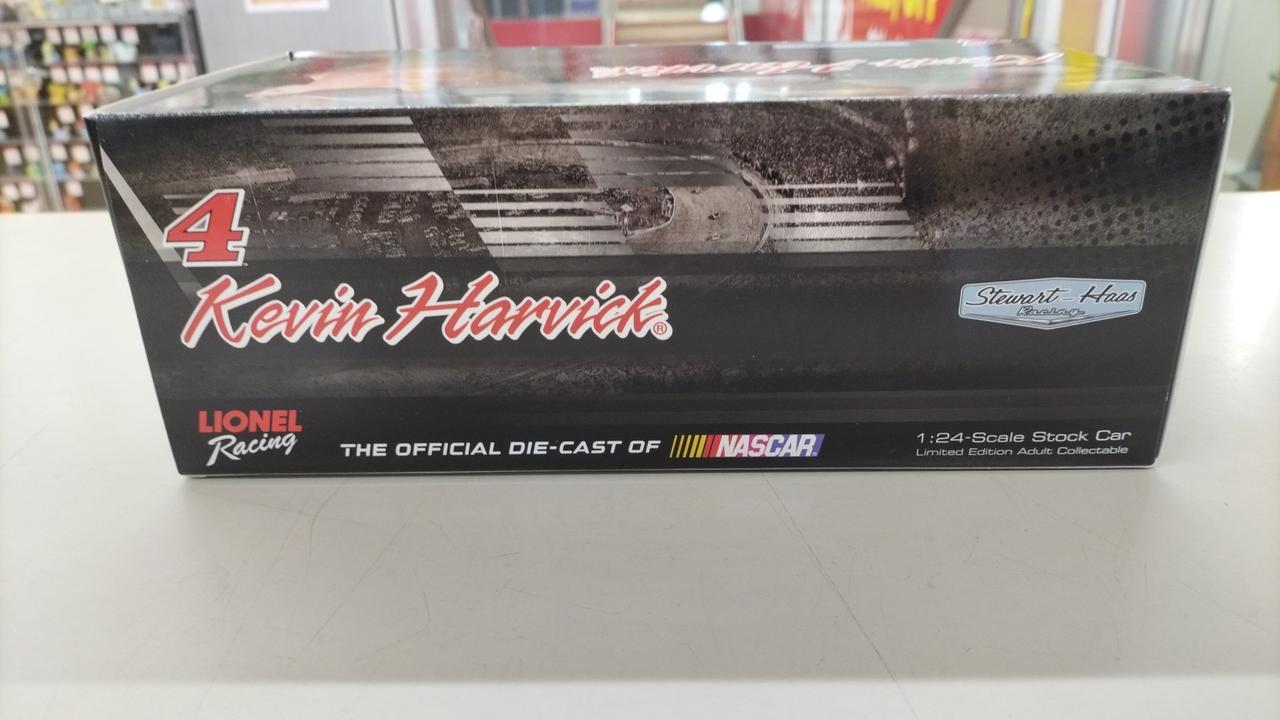 4
Kevin Harvick®
Stewart-Haas
Racing
LIONEL
Racing
THE OFFICIAL DIE-CAST OF NASCAR.
1:24-Scale Stock Car
Limited Edition Adult Collectable